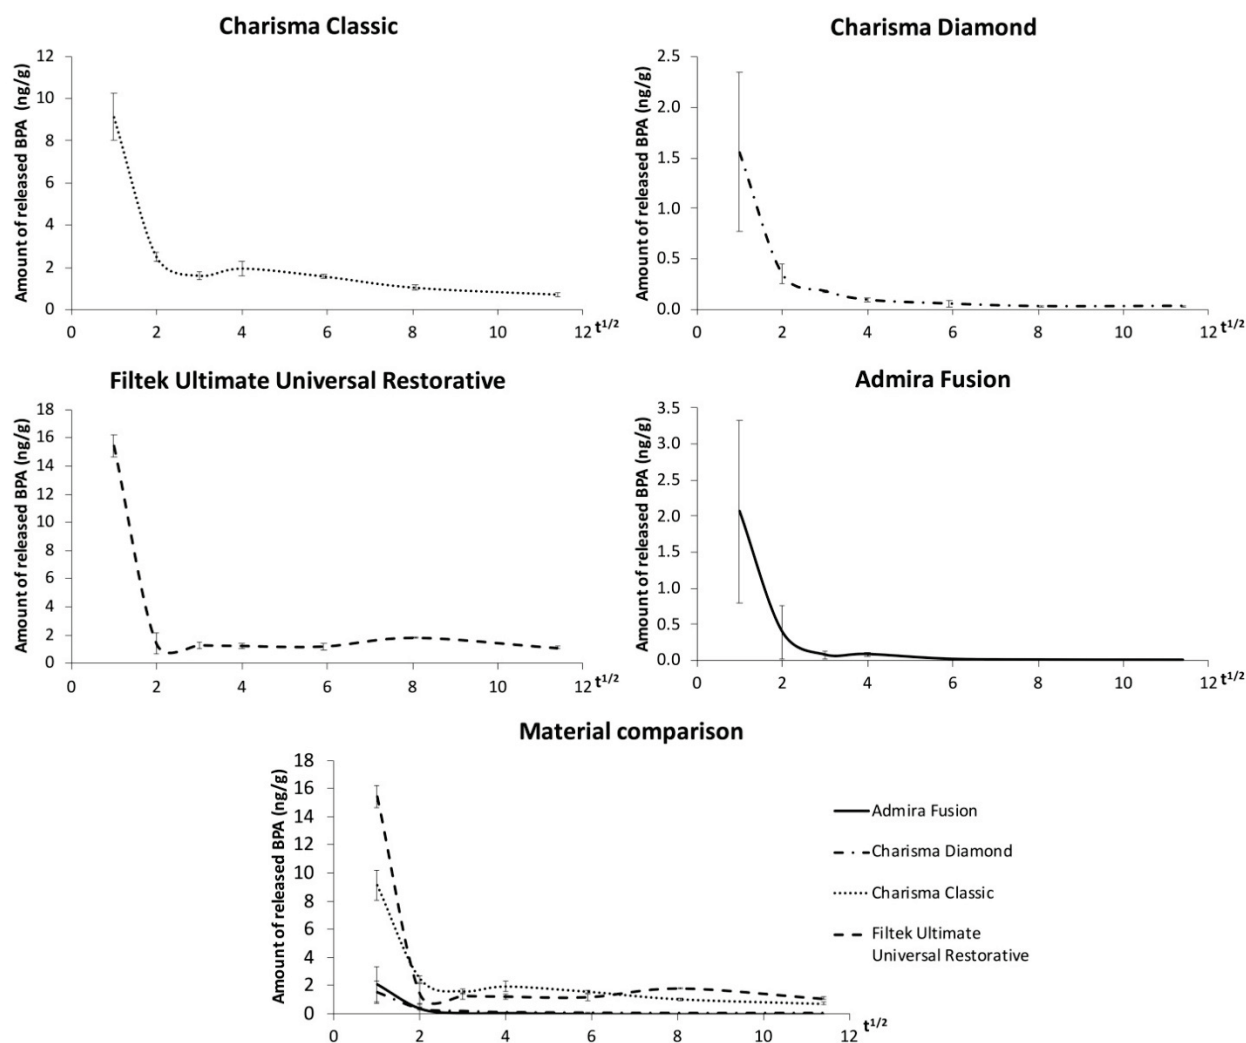 Charisma Classic
Amount of released BPA (ng/g)
12
10
8
6
4
2
0
0 2 4 6 8 10 12 t1/2
Charisma Diamond
Amount of released BPA (ng/g)
2.5
2.0
1.5
1.0
0.5
0.0
0 2 4 6 8 10 12 t1/2
Filtek Ultimate Universal Restorative
Amount of released BPA (ng/g)
18
16
14
12
10
8
6
4
2
0
0 2 4 6 8 10 12 t1/2
Admira Fusion
Amount of released BPA (ng/g)
3.5
3.0
2.5
2.0
1.5
1.0
0.5
0.0
0 2 4 6 8 10 12 t1/2
Material comparison
Amount of released BPA (ng/g)
18
16
14
12
10
8
6
4
2
0
0 2 4 6 8 10 12 t1/2
Admira Fusion
Charisma Diamond
Charisma Classic
Filtek Ultimate
Universal Restorative